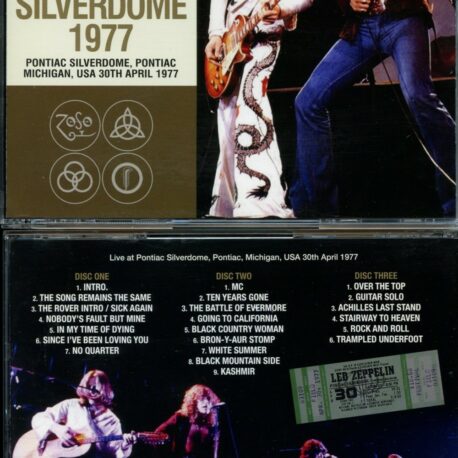 SILVERDOME
1977
PONTIAC SILVERDOME, PONTIAC
MICHIGAN, USA 30TH APRIL 1977
ZOSO
Live at Pontiac Silverdome, Pontiac, Michigan, USA 30th April 1977
DISC ONE
1. INTRO.
2. THE SONG REMAINS THE SAME
3. THE ROVER INTRO / SICK AGAIN
4. NOBODY'S FAULT BUT MINE
5. IN MY TIME OF DYING
6. SINCE I'VE BEEN LOVING YOU
7. NO QUARTER
DISC TWO
1. MC
2. TEN YEARS GONE
3. THE BATTLE OF EVERMORE
4. GOING TO CALIFORNIA
5. BLACK COUNTRY WOMAN
6. BRON-Y-AUR STOMP
7. WHITE SUMMER
8. BLACK MOUNTAIN SIDE
9. KASHMIR
DISC THREE
1. OVER THE TOP
2. GUITAR SOLO
3. ACHILLES LAST STAND
4. STAIRWAY TO HEAVEN
5. ROCK AND ROLL
6. TRAMPLED UNDERFOOT
LED ZEPPELIN
30